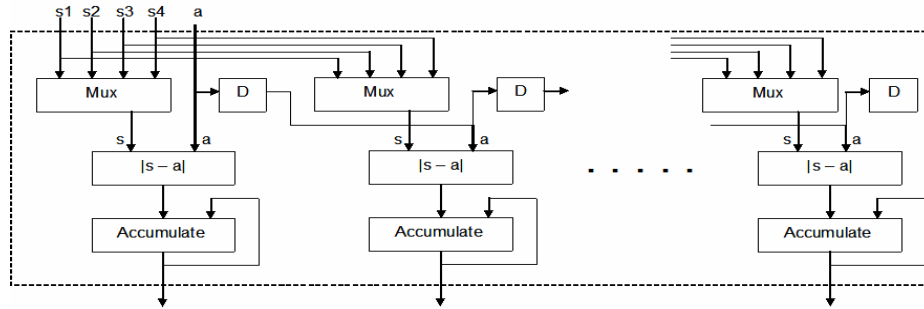 s1 s2 s3 s4 a
Mux D Mux D Mux D
s a s a s a
|s – a| |s – a| |s – a|
Accumulate Accumulate Accumulate